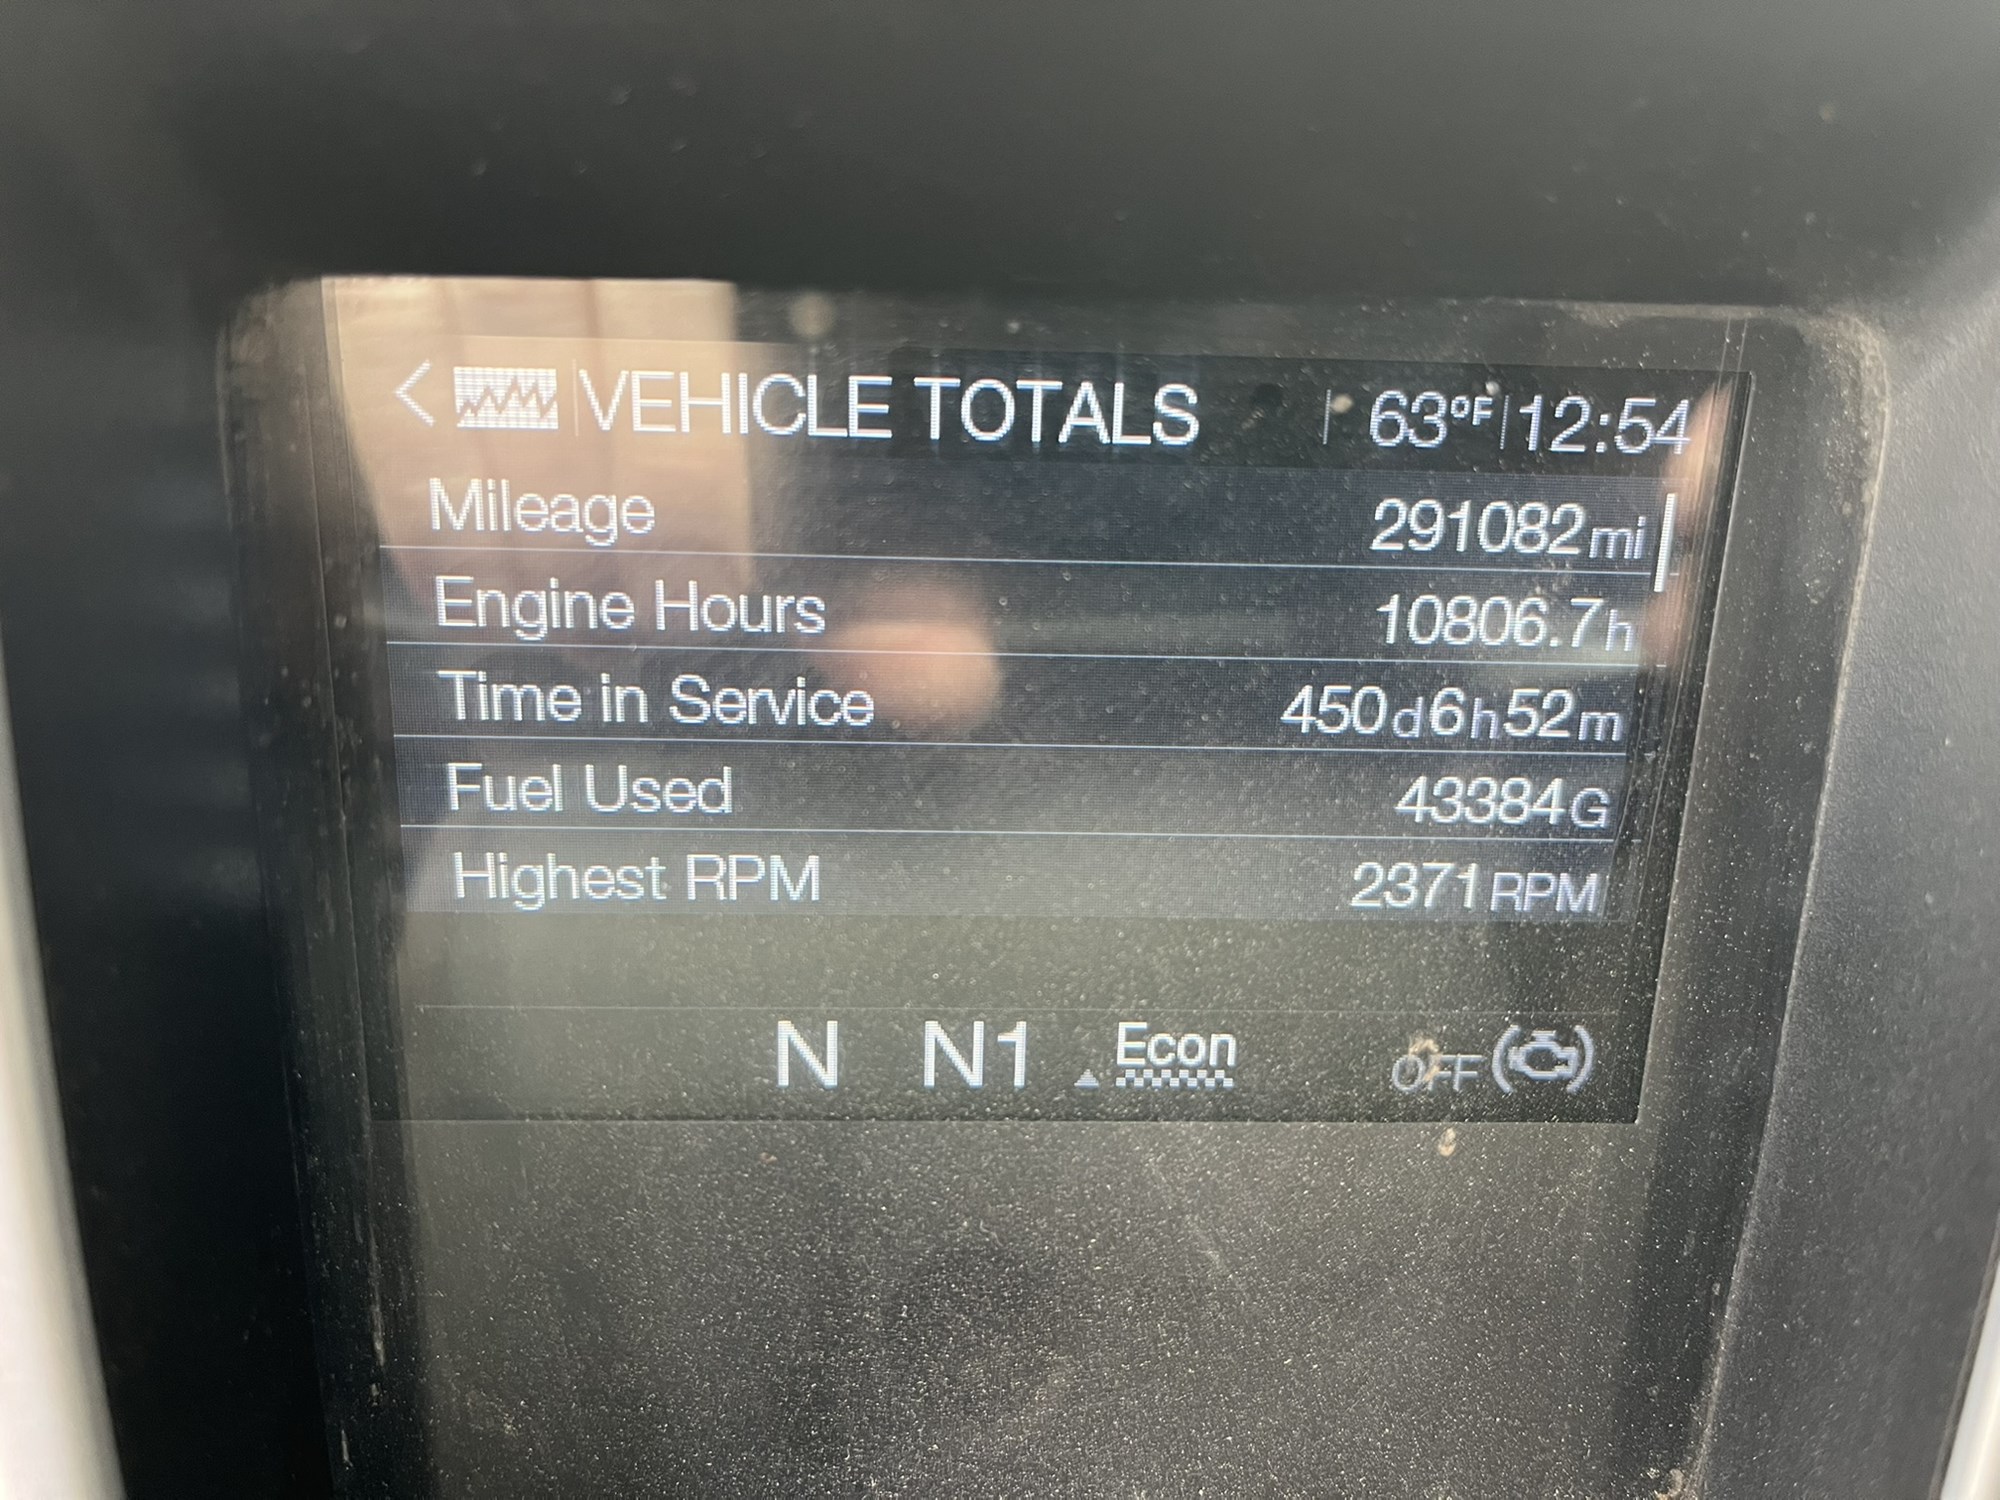 VEHICLE TOTALS 63°F 12:54
Mileage 291082mi
Engine Hours 10806.7h
Time in Service 450d6h52m
Fuel Used 43384G
Highest RPM 2371RPM
N N1 Econ OFF